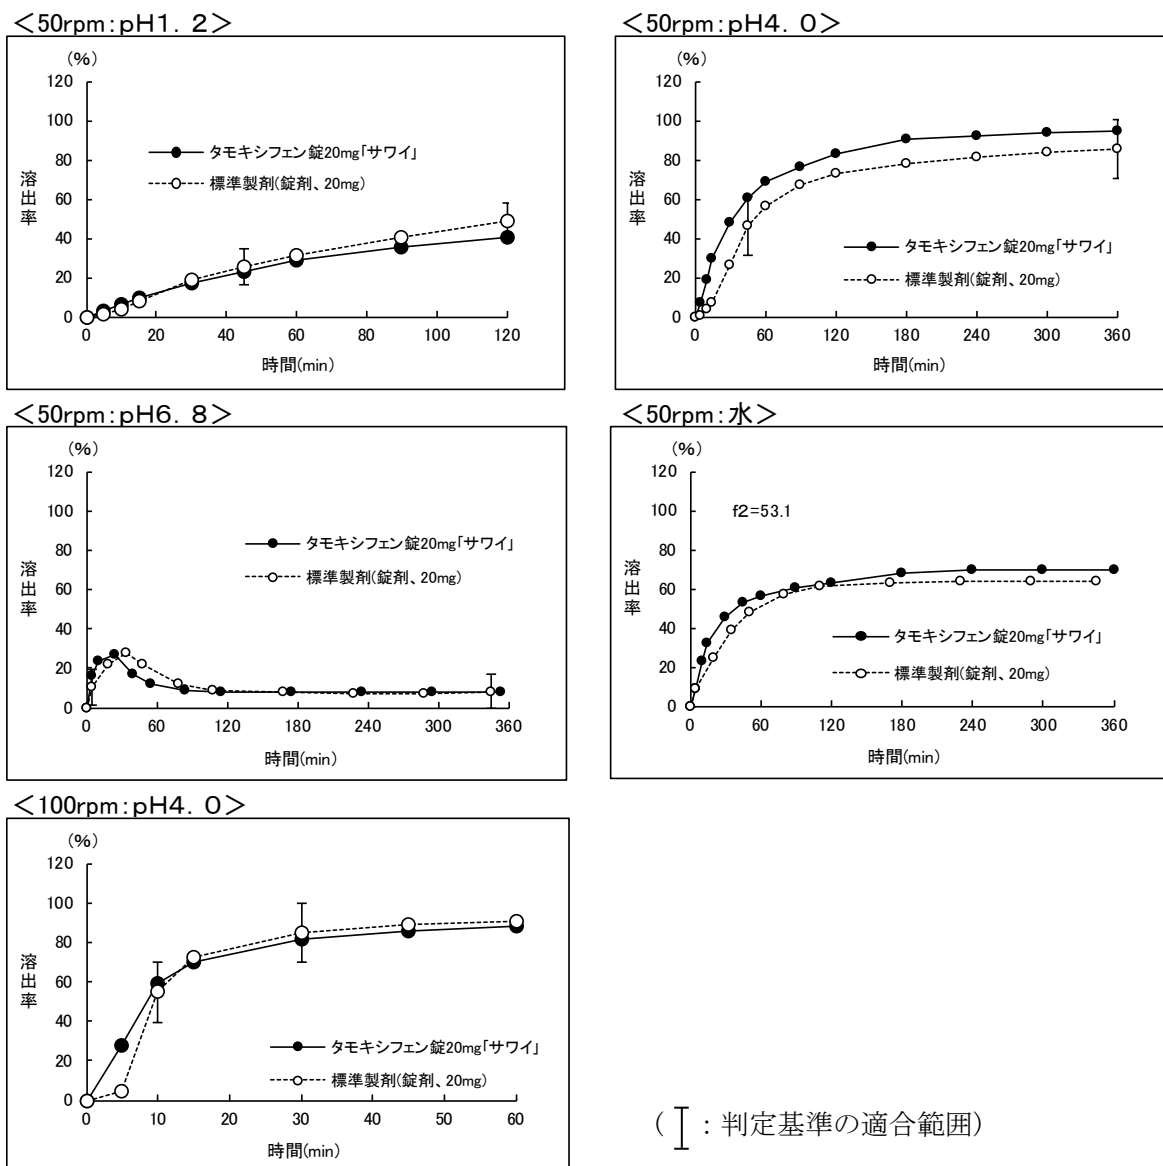 ＜50rpm：pH1．2＞
(%)
120
100
80
60
40
20
0
溶出率
タモキシフェン錠20mg「サワイ」
標準製剤(錠剤、20mg)
0 20 40 60 80 100 120
時間(min)
＜50rpm：pH4．0＞
(%)
120
100
80
60
40
20
0
溶出率
タモキシフェン錠20mg「サワイ」
標準製剤(錠剤、20mg)
0 60 120 180 240 300 360
時間(min)
＜50rpm：pH6．8＞
(%)
120
100
80
60
40
20
0
溶出率
タモキシフェン錠20mg「サワイ」
標準製剤(錠剤、20mg)
0 60 120 180 240 300 360
時間(min)
＜50rpm：水＞
(%)
120
100
80
60
40
20
0
溶出率
f2=53.1
タモキシフェン錠20mg「サワイ」
標準製剤(錠剤、20mg)
0 60 120 180 240 300 360
時間(min)
＜100rpm：pH4．0＞
(%)
120
100
80
60
40
20
0
溶出率
タモキシフェン錠20mg「サワイ」
標準製剤(錠剤、20mg)
0 10 20 30 40 50 60
時間(min)
( ：判定基準の適合範囲)